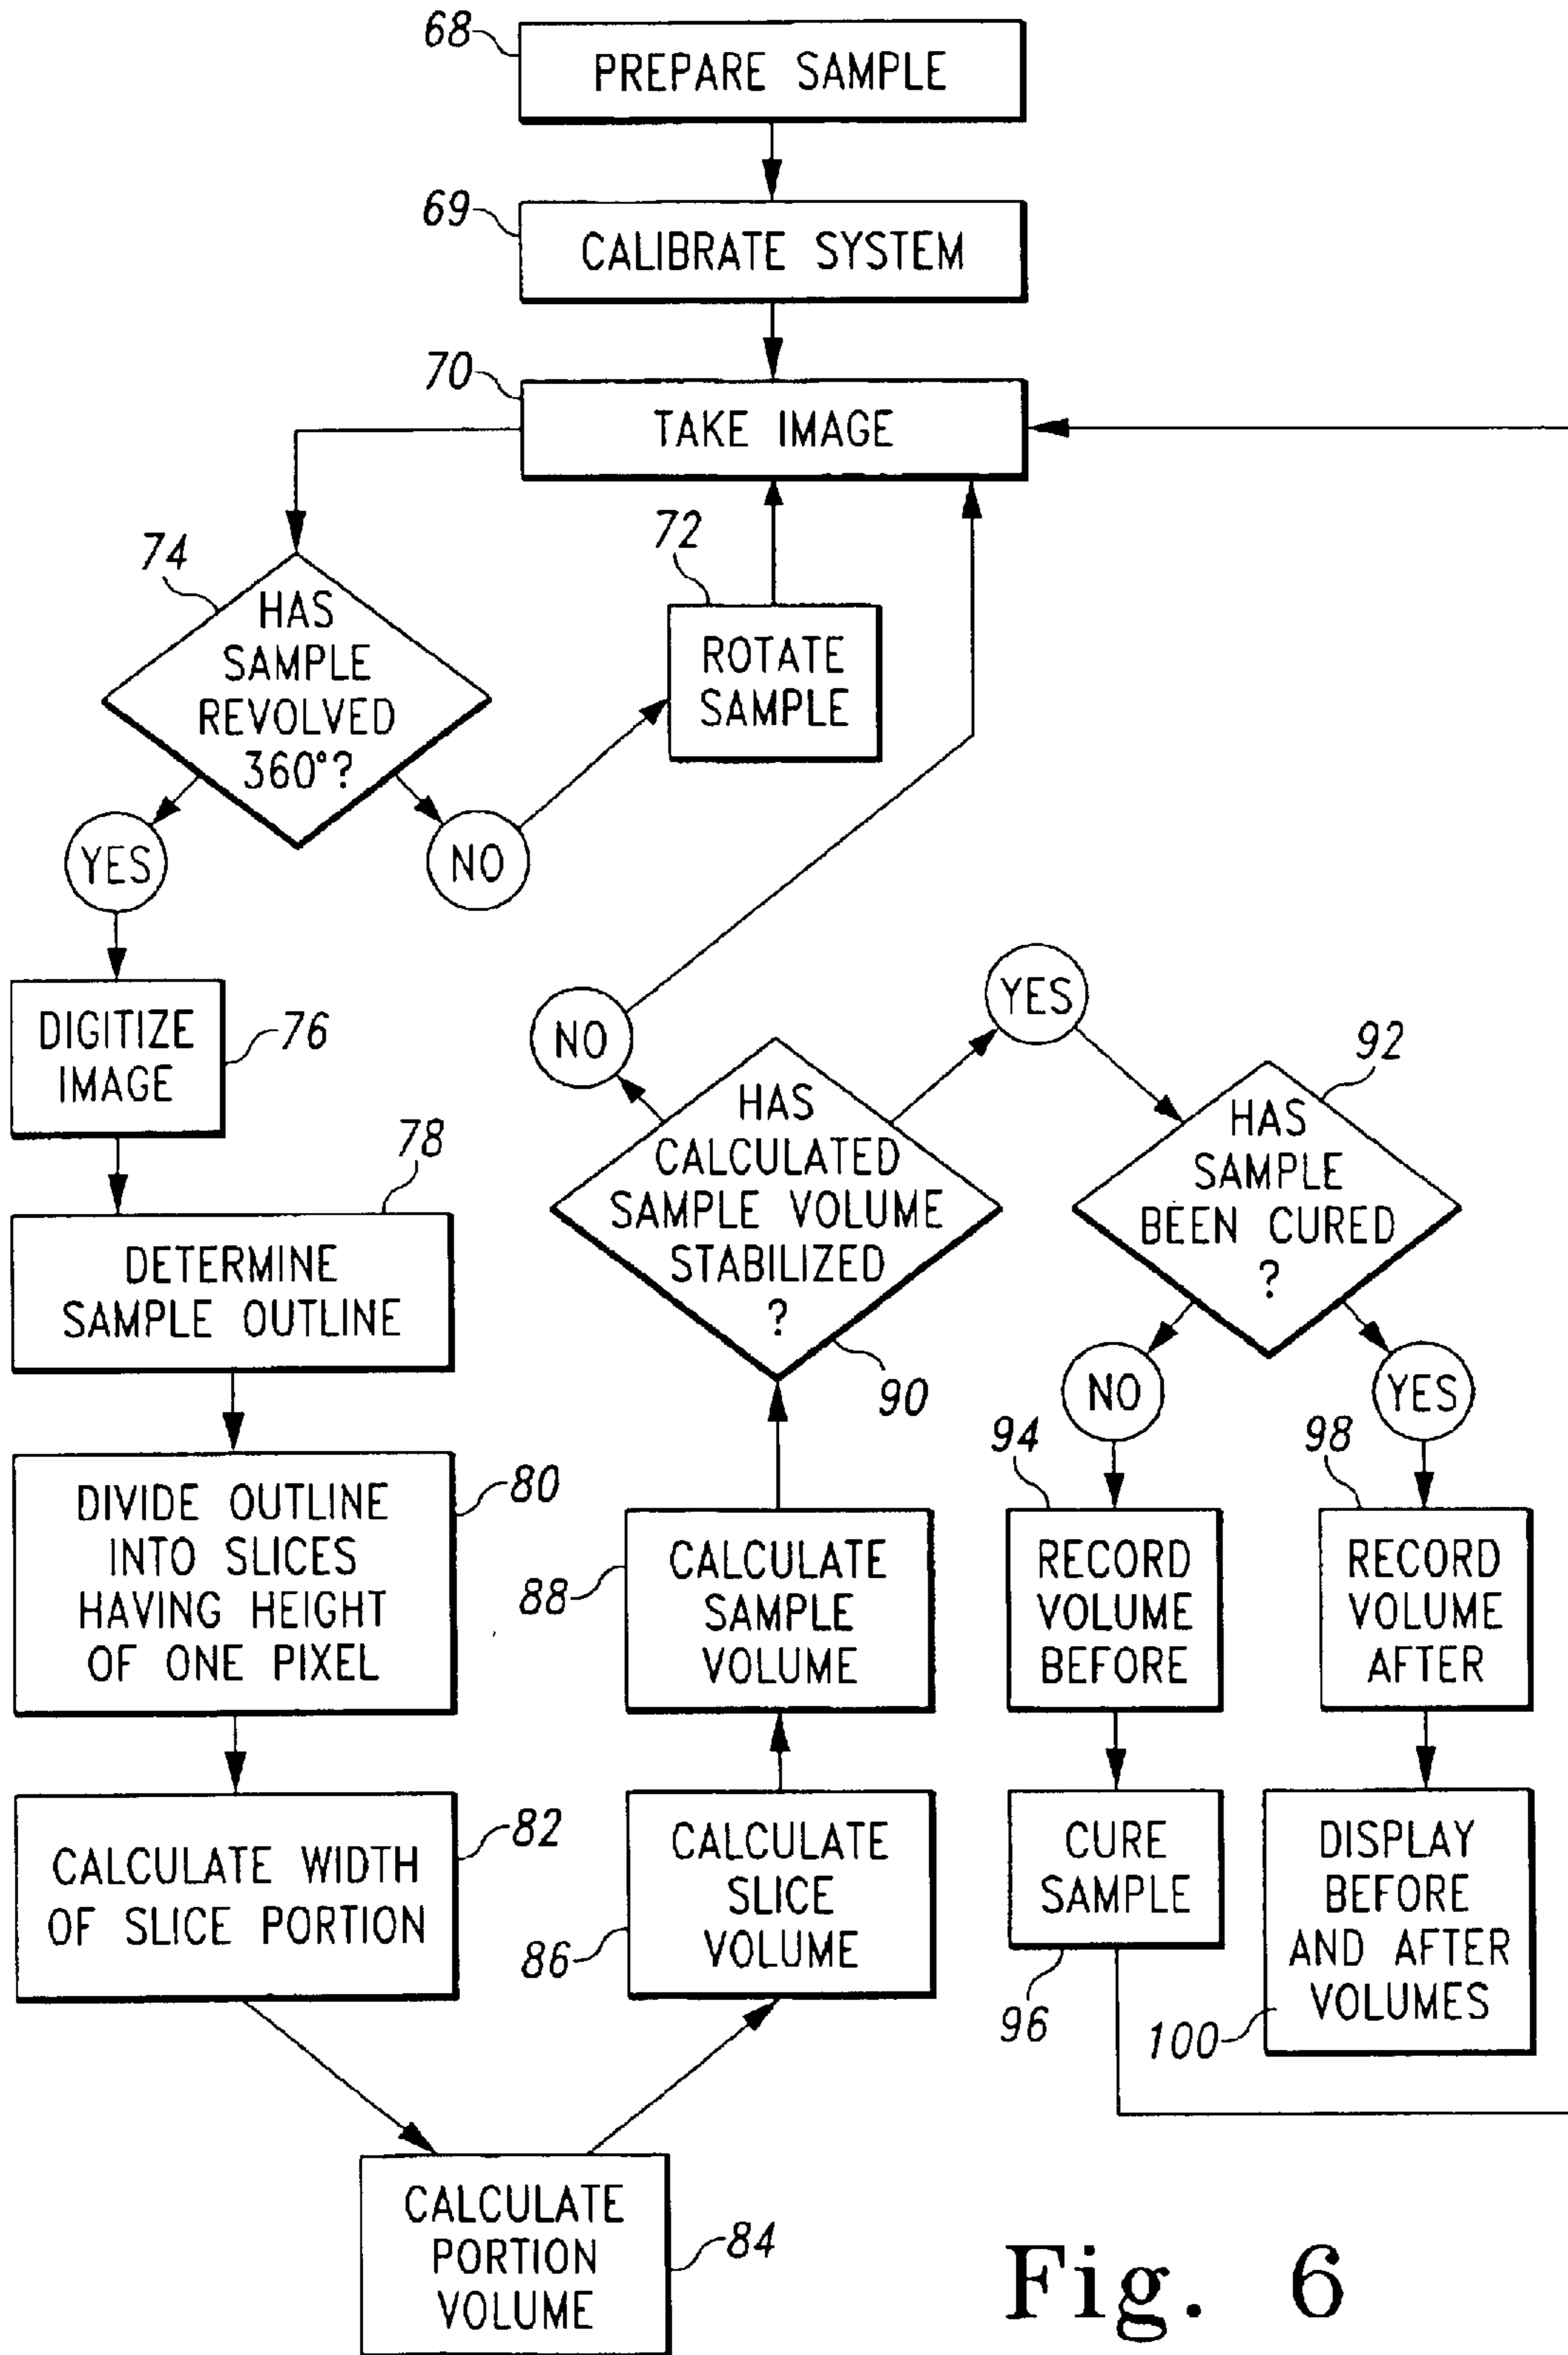 68
PREPARE SAMPLE
69
CALIBRATE SYSTEM
70
TAKE IMAGE
74
HAS
SAMPLE
REVOLVED
360°?
72
ROTATE
SAMPLE
YES
NO
DIGITIZE
IMAGE
76
78
DETERMINE
SAMPLE OUTLINE
DIVIDE OUTLINE
INTO SLICES
HAVING HEIGHT
OF ONE PIXEL
80
CALCULATE WIDTH
OF SLICE PORTION
82
CALCULATE
PORTION
VOLUME
84
CALCULATE
SLICE
VOLUME
86
CALCULATE
SAMPLE
VOLUME
88
HAS
CALCULATED
SAMPLE VOLUME
STABILIZED
?
90
NO
YES
92
HAS
SAMPLE
BEEN CURED
?
NO
YES
94
RECORD
VOLUME
BEFORE
CURE
SAMPLE
96
98
RECORD
VOLUME
AFTER
DISPLAY
BEFORE
AND AFTER
VOLUMES
100
Fig. 6